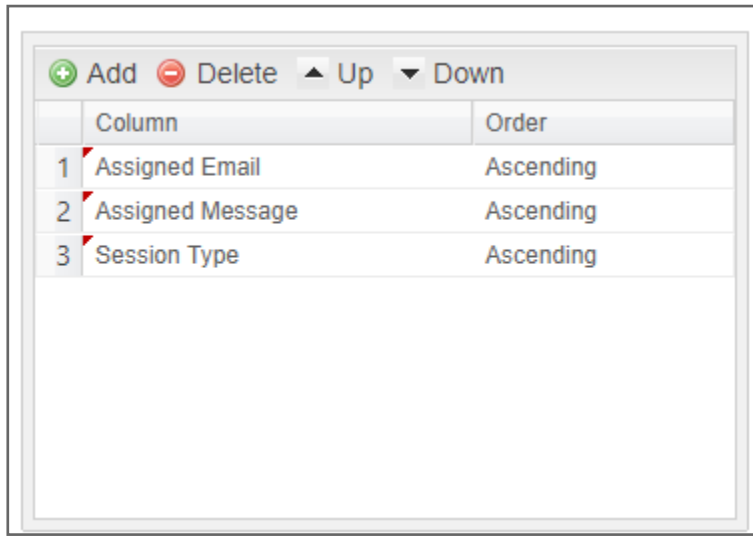 Add Delete Up Down
Column Order
1 Assigned Email Ascending
2 Assigned Message Ascending
3 Session Type Ascending